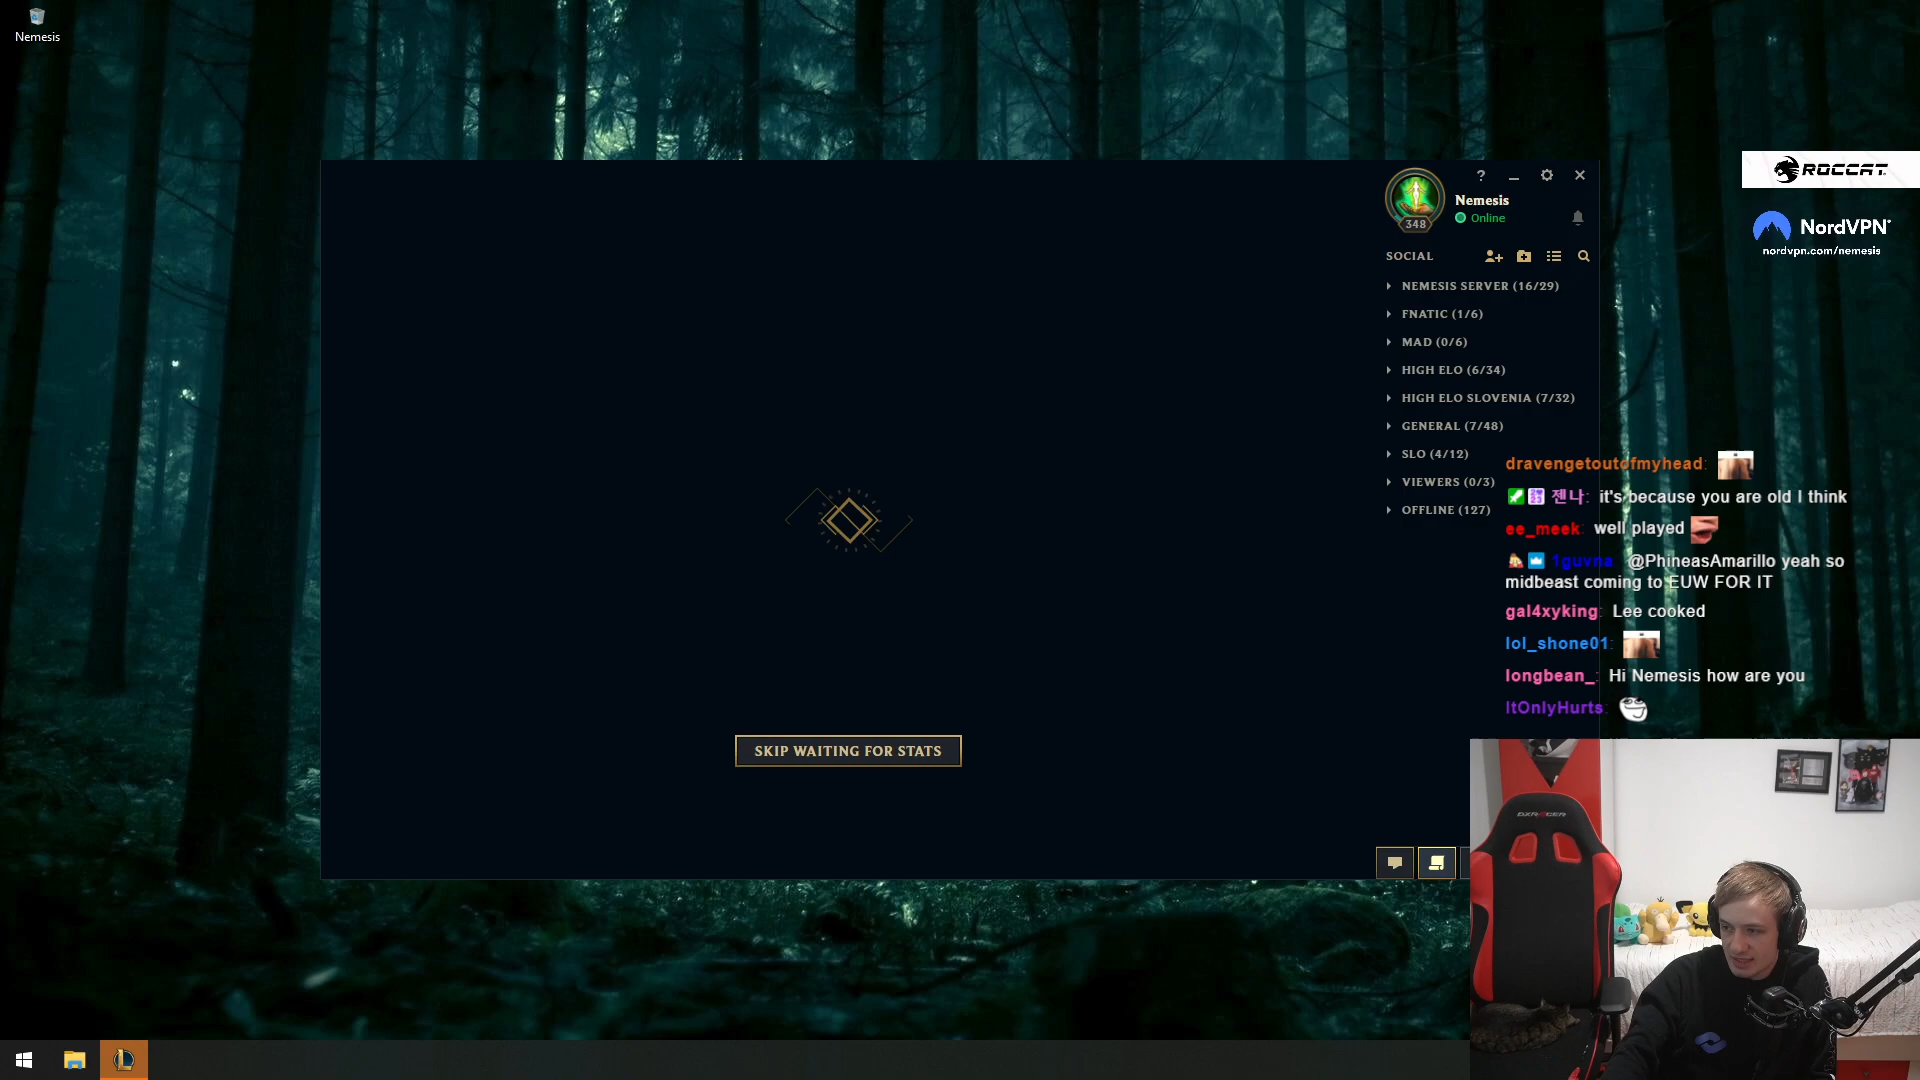 Nemesis
348
Nemesis
Online
SOCIAL
NEMESIS SERVER (16/29)
FNATIC (1/6)
MAD (0/6)
HIGH ELO (6/34)
HIGH ELO SLOVENIA (7/32)
GENERAL (7/48)
SLO (4/12)
VIEWERS (0/3)
OFFLINE (127)
SKIP WAITING FOR STATS
ROCCAT
NordVPN®
nordvpn.com/nemesis
dravengetoutofmyhead:
젠나: it's because you are old I think
ee_meek: well played
1guvna: @PhineasAmarillo yeah so
midbeast coming to EUW FOR IT
gal4xyking: Lee cooked
lol_shone01:
longbean_: Hi Nemesis how are you
ItOnlyHurts:
DXRACER